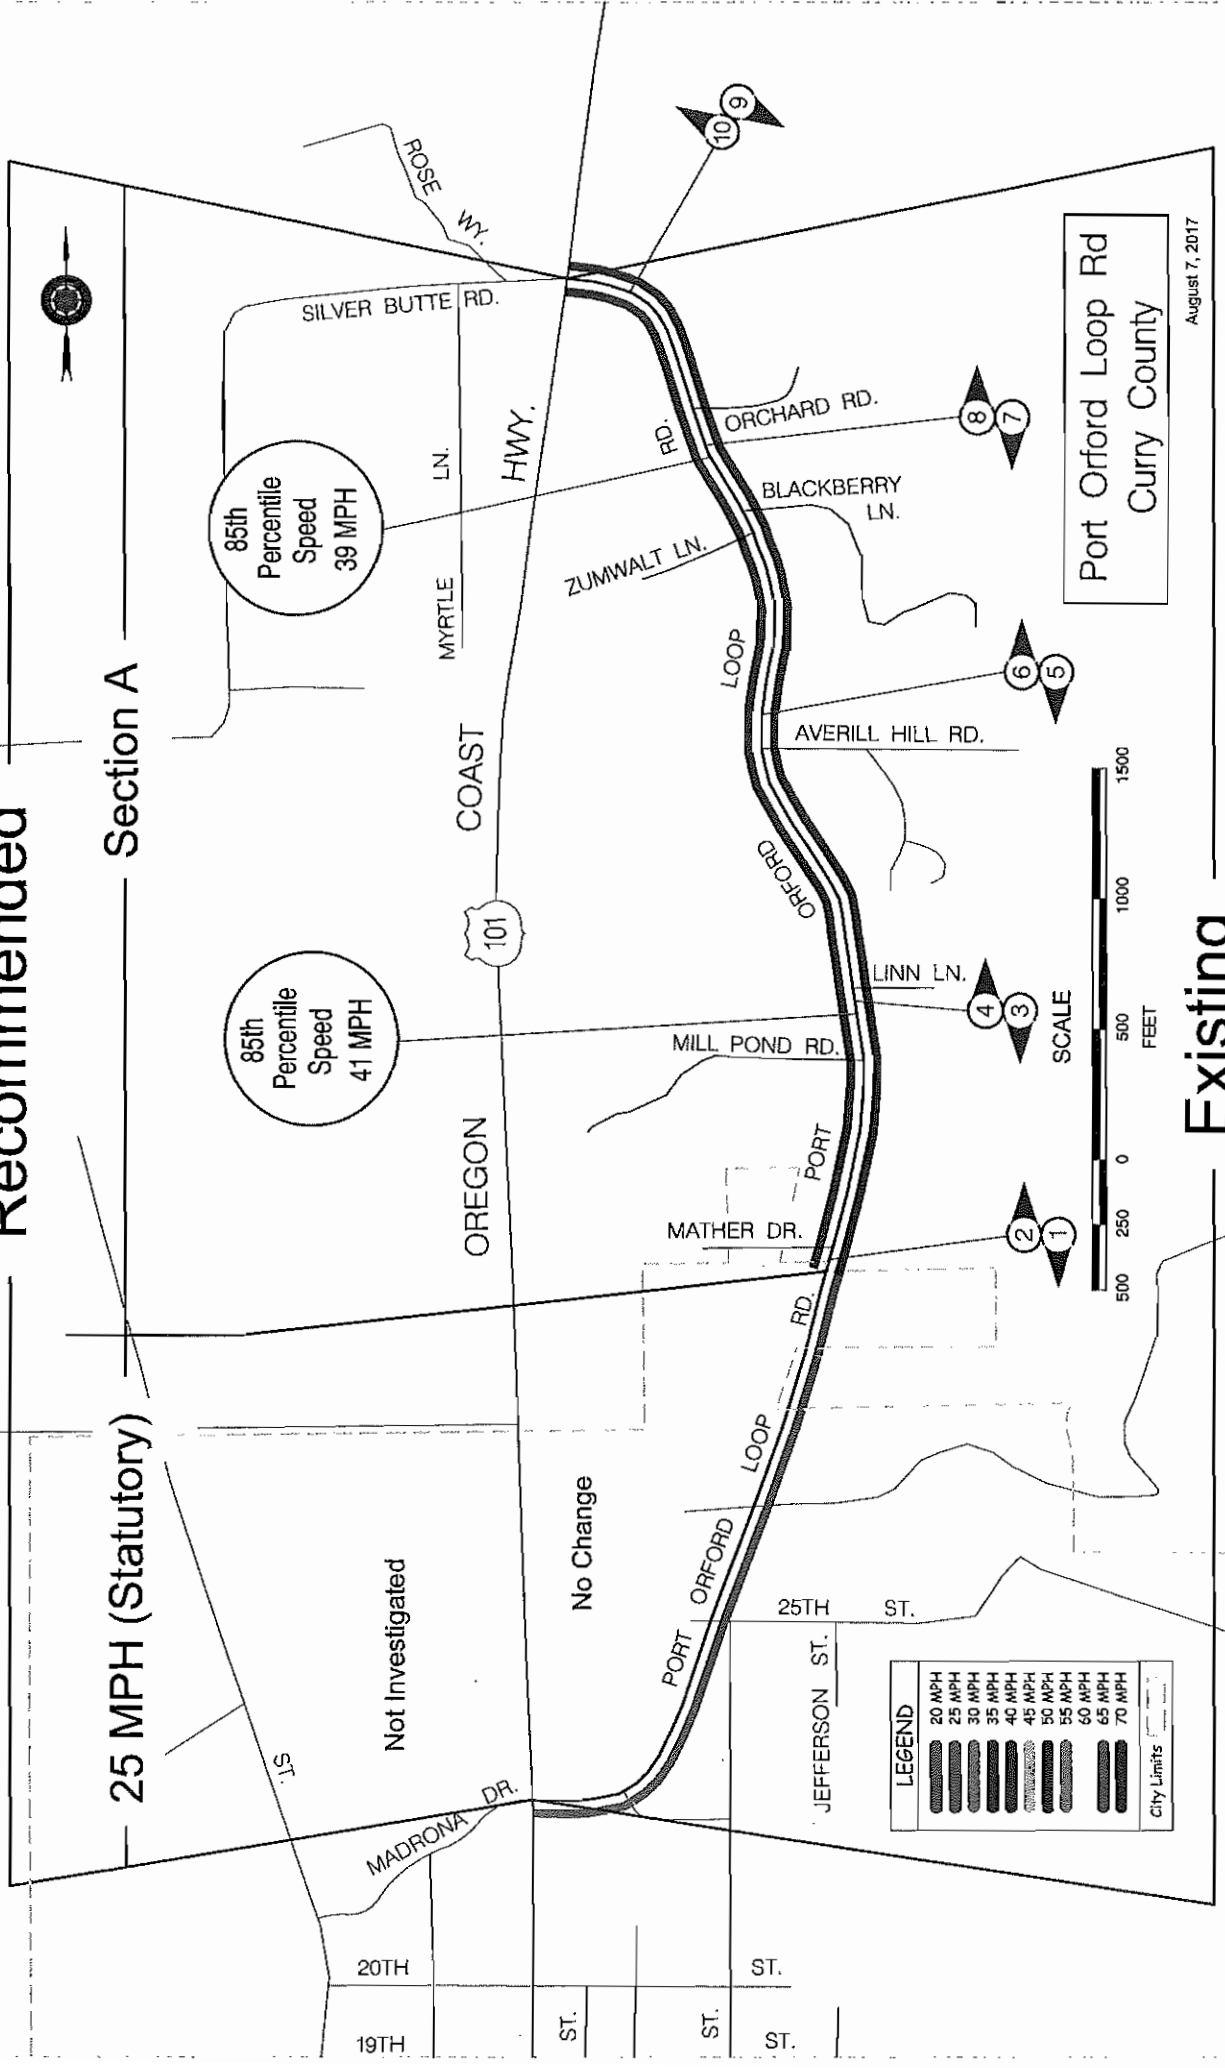 Recommended
25 MPH (Statutory)
Section A
85th
Percentile
Speed
41 MPH
85th
Percentile
Speed
39 MPH
Not Investigated
No Change
ROSE WY.
SILVER BUTTE RD.
MYRTLE LN.
OREGON COAST HWY.
101
ZUMWALT LN.
ORCHARD RD.
BLACKBERRY
LN.
AVERILL HILL RD.
LINN LN.
MILL POND RD.
MATHER DR.
PORT ORFORD LOOP RD.
PORT ORFORD LOOP RD.
MADRONA DR.
ST.
25TH ST.
JEFFERSON ST.
20TH ST.
19TH ST.
ST.
ST.
2
1
4
3
6
5
8
7
10
9
SCALE
500 250 0 500 1000 1500
FEET
LEGEND
20 MPH
25 MPH
30 MPH
35 MPH
40 MPH
45 MPH
50 MPH
55 MPH
60 MPH
65 MPH
70 MPH
City Limits
Port Orford Loop Rd
Curry County
August 7, 2017
Existing